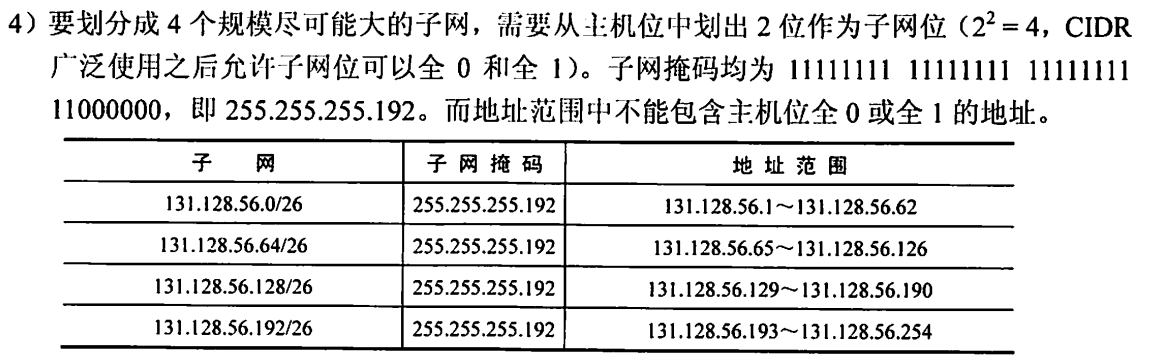 4）要划分成 4 个规模尽可能大的子网，需要从主机位中划出 2 位作为子网位（2² = 4，CIDR
广泛使用之后允许子网位可以全 0 和全 1）。子网掩码均为 11111111 11111111 11111111
11000000，即 255.255.255.192。而地址范围中不能包含主机位全 0 或全 1 的地址。
子 网 子 网 掩 码 地 址 范 围
131.128.56.0/26 255.255.255.192 131.128.56.1～131.128.56.62
131.128.56.64/26 255.255.255.192 131.128.56.65～131.128.56.126
131.128.56.128/26 255.255.255.192 131.128.56.129～131.128.56.190
131.128.56.192/26 255.255.255.192 131.128.56.193～131.128.56.254